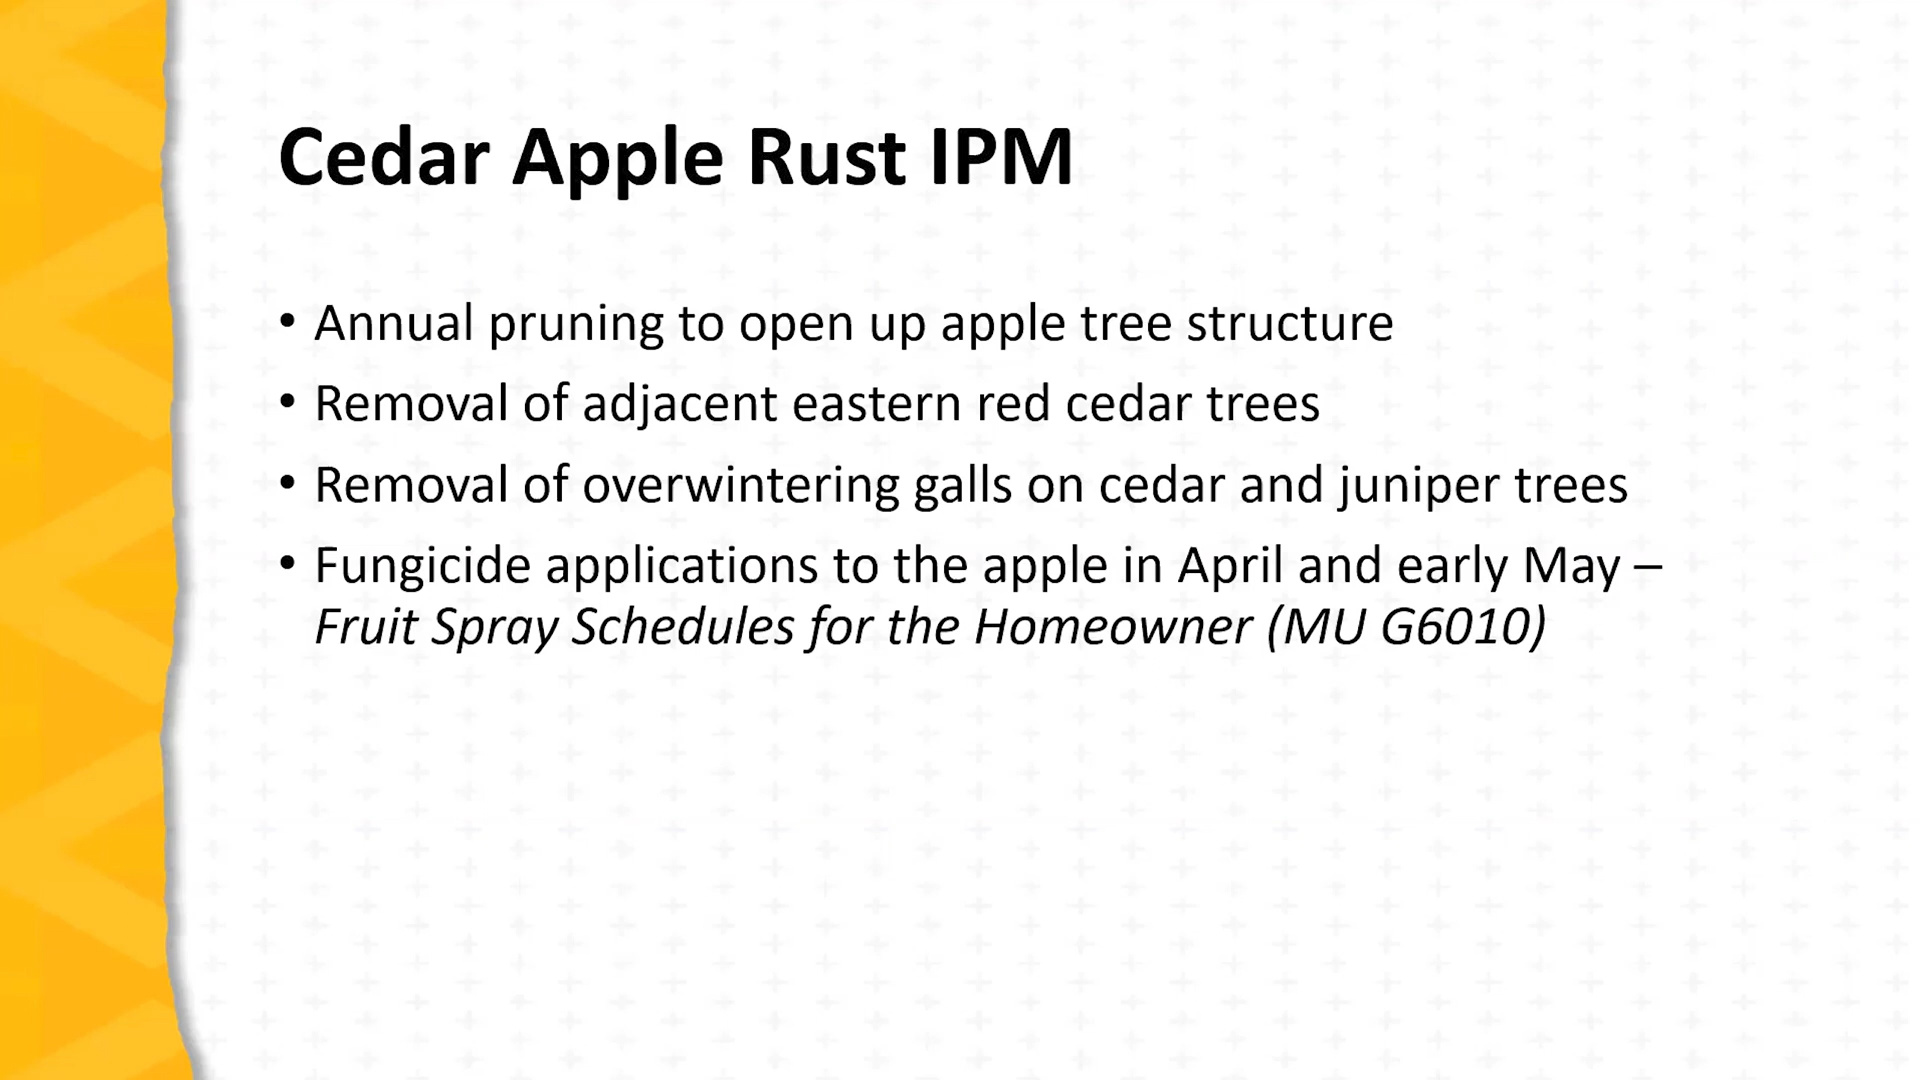 Cedar Apple Rust IPM
• Annual pruning to open up apple tree structure
• Removal of adjacent eastern red cedar trees
• Removal of overwintering galls on cedar and juniper trees
• Fungicide applications to the apple in April and early May –
Fruit Spray Schedules for the Homeowner (MU G6010)